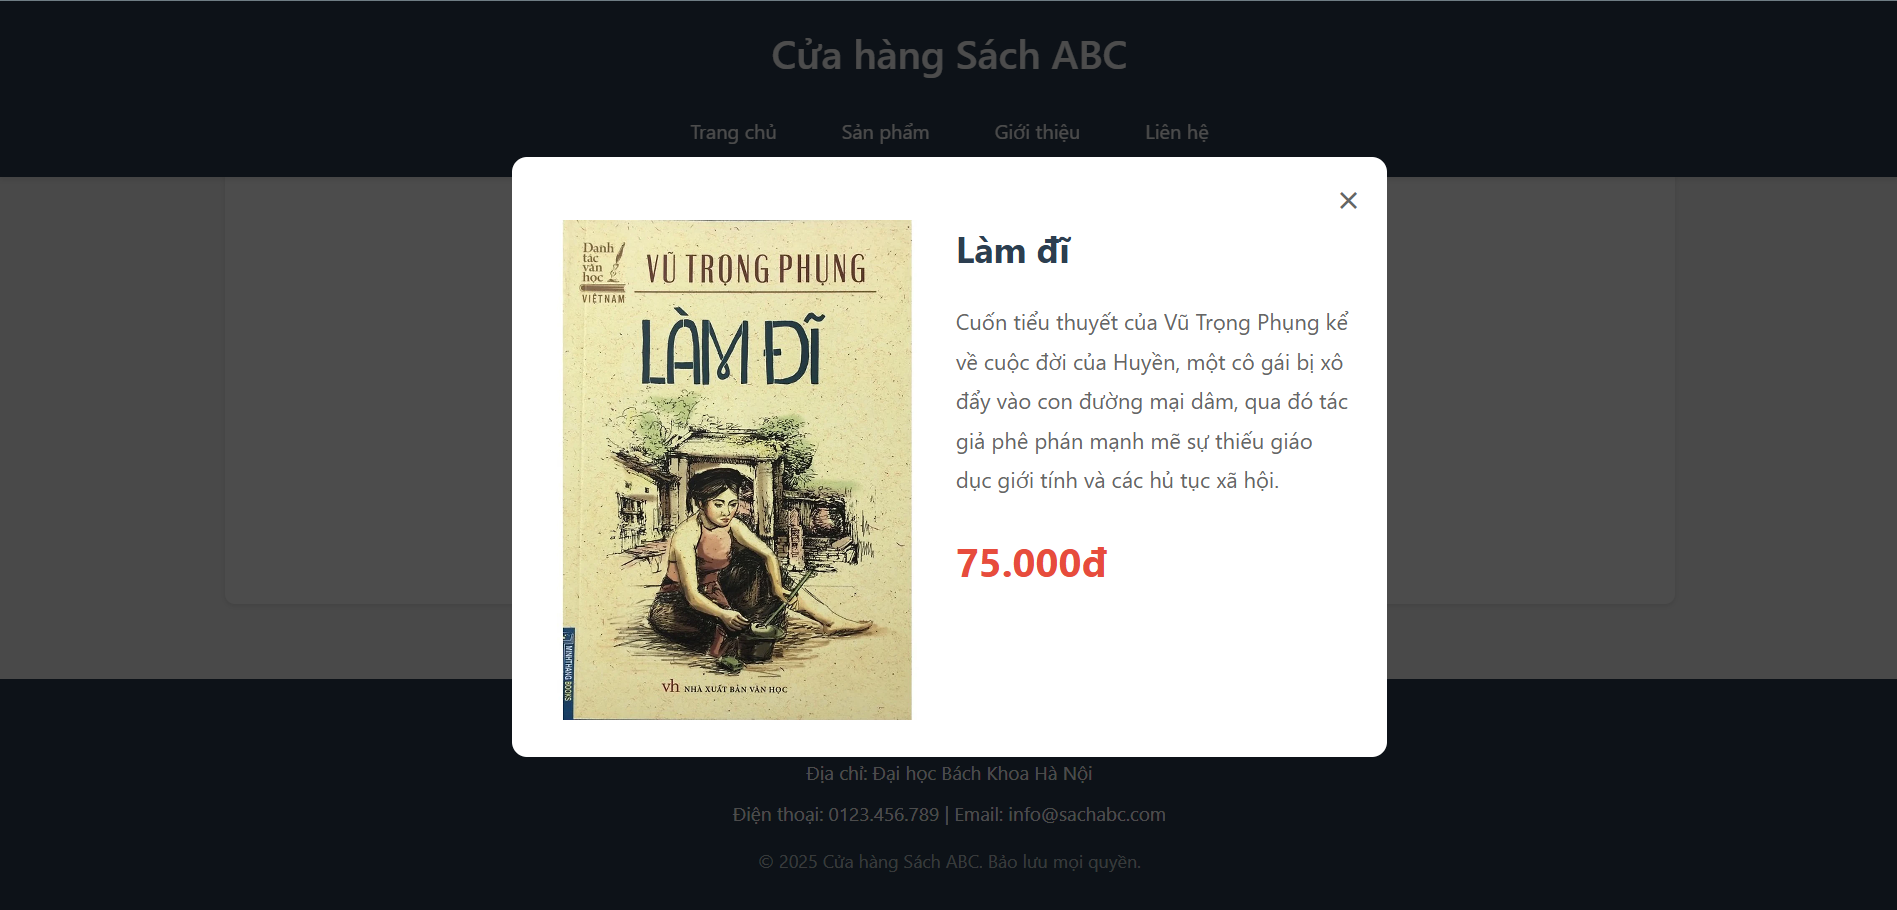 Cửa hàng Sách ABC
Trang chủ Sản phẩm Giới thiệu Liên hệ
×
Danh
tác
văn
học
VIỆTNAM
VŨ TRỌNG PHỤNG
LÀM ĐĨ
MINHTHANG BOOKS
vh NHÀ XUẤT BẢN VĂN HỌC
Làm đĩ
Cuốn tiểu thuyết của Vũ Trọng Phụng kể
về cuộc đời của Huyền, một cô gái bị xô
đẩy vào con đường mại dâm, qua đó tác
giả phê phán mạnh mẽ sự thiếu giáo
dục giới tính và các hủ tục xã hội.
75.000đ
Địa chỉ: Đại học Bách Khoa Hà Nội
Điện thoại: 0123.456.789 | Email: info@sachabc.com
© 2025 Cửa hàng Sách ABC. Bảo lưu mọi quyền.